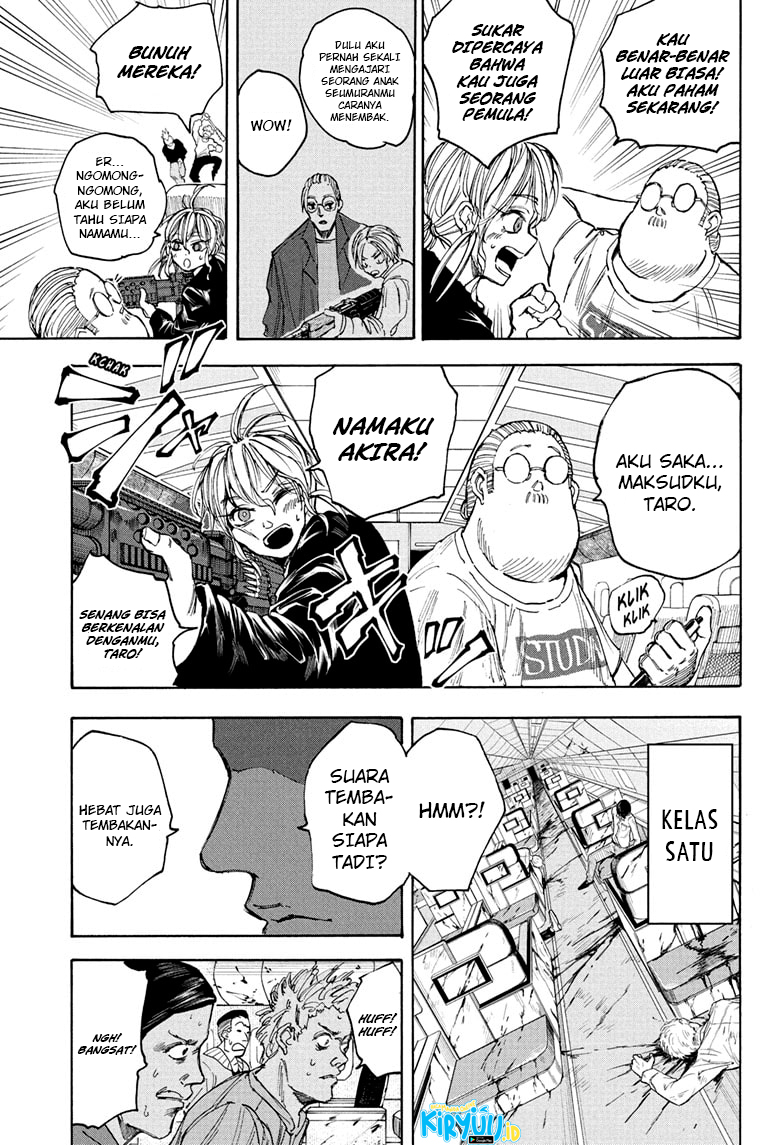 KAU
BENAR-BENAR
LUAR BIASA!
AKU PAHAM
SEKARANG!
SUKAR
DIPERCAYA
BAHWA
KAU JUGA
SEORANG
PEMULA!
DULU AKU
PERNAH SEKALI
MENGAJARI
SEORANG ANAK
SEUMURANMU
CARANYA
MENEMBAK.
WOW!
BUNUH
MEREKA!
ER...
NGOMONG-
NGOMONG,
AKU BELUM
TAHU SIAPA
NAMAMU...
AKU SAKA...
MAKSUDKU,
TARO.
KLIK
KLIK
STUD
NAMAKU
AKIRA!
KCHAK
SENANG BISA
BERKENALAN
DENGANMU,
TARO!
KELAS
SATU
HMM?!
SUARA
TEMBA-
KAN
SIAPA
TADI?
HEBAT JUGA
TEMBAKAN-
NYA.
HUFF!
HUFF!
NGH!
BANGSAT!
KIRYUU.ID